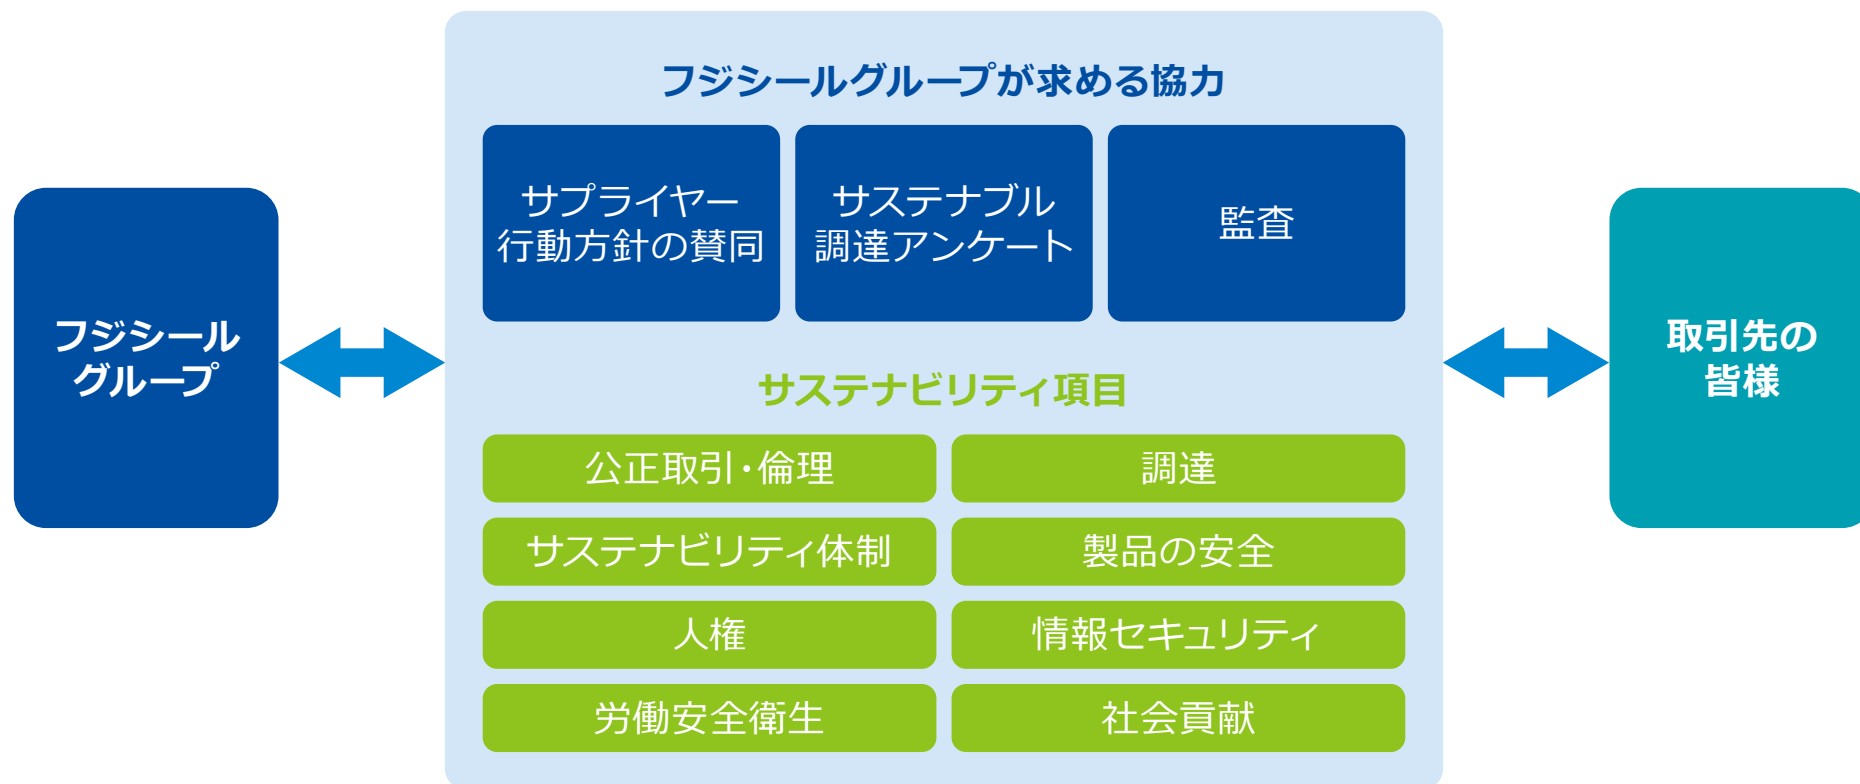 フジシールグループが求める協力
サプライヤー
行動方針の賛同
サステナブル
調達アンケート
監査
フジシール
グループ
取引先の
皆様
サステナビリティ項目
公正取引・倫理
調達
サステナビリティ体制
製品の安全
人権
情報セキュリティ
労働安全衛生
社会貢献